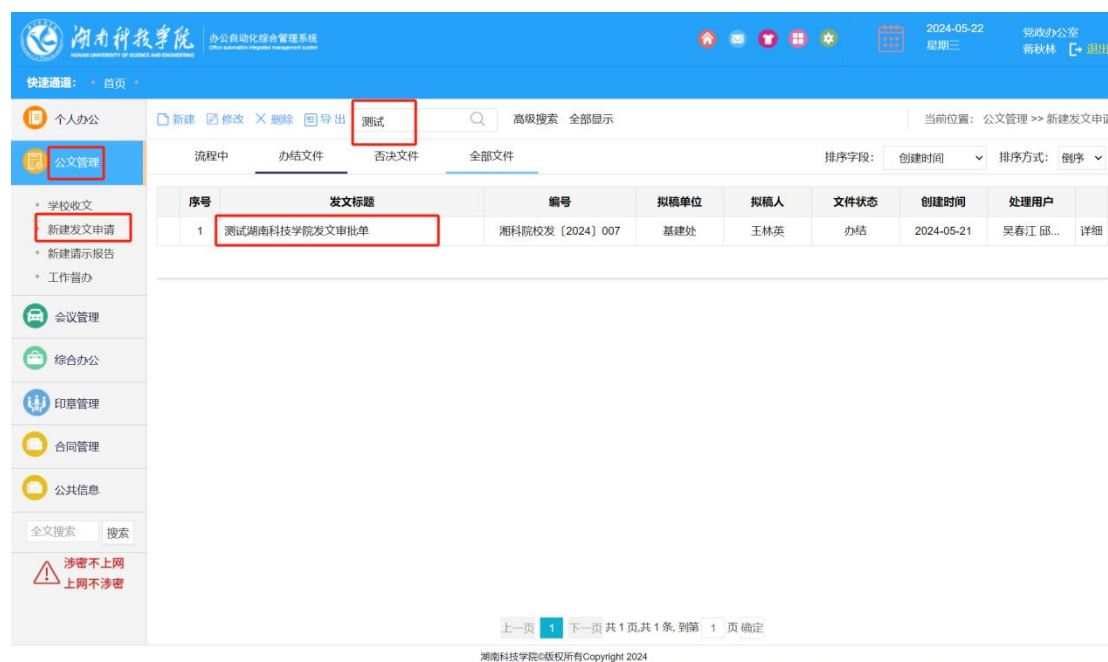 湖南科技学院 办公自动化综合管理系统 2024-05-22 党政办公室
HUNAN UNIVERSITY OF SCIENCE AND ENGINEERING Office automation integrated management system 星期三 蒋秋林 退出
快速通道： 首页
个人办公 新建 修改 删除 导出 测试 高级搜索 全部显示 当前位置： 公文管理 >> 新建发文申请
公文管理 流程中 办结文件 否决文件 全部文件 排序字段： 创建时间 排序方式： 倒序
学校收文 序号 发文标题 编号 拟稿单位 拟稿人 文件状态 创建时间 处理用户
新建发文申请 1 测试湖南科技学院发文审批单 湘科院校发〔2024〕007 基建处 王林英 办结 2024-05-21 吴春江 邱... 详细
新建请示报告
工作督办
会议管理
综合办公
印章管理
合同管理
公共信息
全文搜索 搜索
涉密不上网
上网不涉密
上一页 1 下一页 共 1 页,共 1 条, 到第 1 页 确定
湖南科技学院©版权所有Copyright 2024